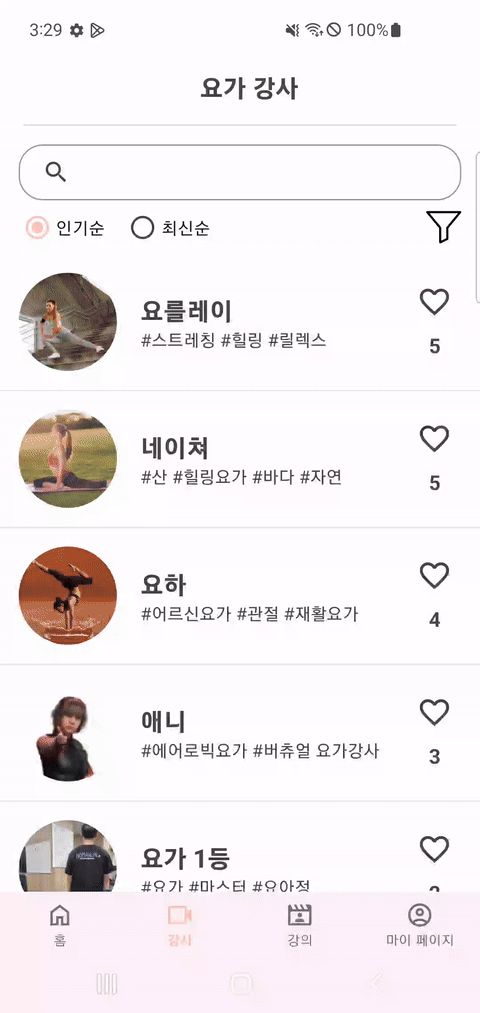 3:29 100%
요가 강사
인기순 최신순
요를레이
#스트레칭 #힐링 #릴렉스
5
네이쳐
#산 #힐링요가 #바다 #자연
5
요하
#어르신요가 #관절 #재활요가
4
애니
#에어로빅요가 #버츄얼 요가강사
3
요가 1등
#요가 #마스터 #요아정
홈 강사 강의 마이 페이지